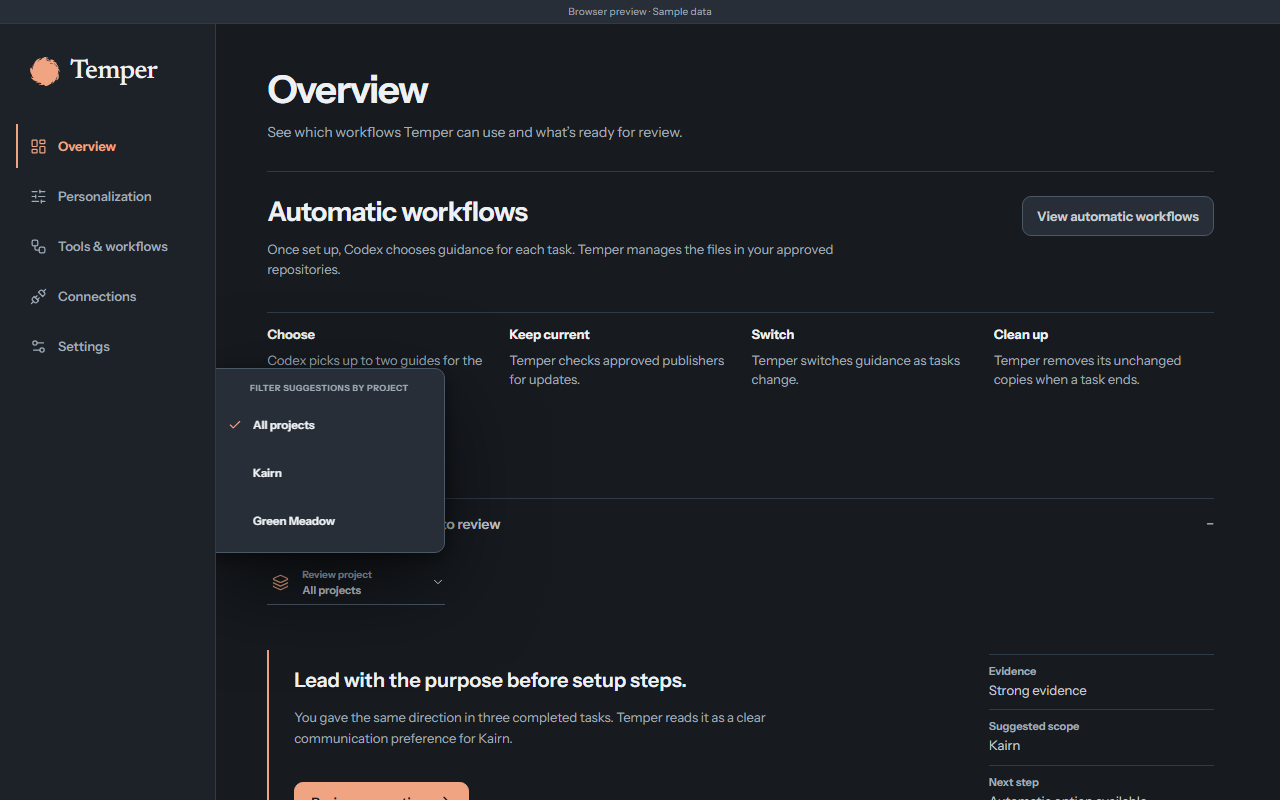 Browser preview · Sample data
Temper
Overview
Personalization
Tools & workflows
Connections
Settings
Overview
See which workflows Temper can use and what's ready for review.
Automatic workflows
View automatic workflows
Once set up, Codex chooses guidance for each task. Temper manages the files in your approved
repositories.
Choose
Codex picks up to two guides for the
Keep current
Temper checks approved publishers
for updates.
Switch
Temper switches guidance as tasks
change.
Clean up
Temper removes its unchanged
copies when a task ends.
FILTER SUGGESTIONS BY PROJECT
All projects
Kairn
Green Meadow
to review
Review project
All projects
Lead with the purpose before setup steps.
You gave the same direction in three completed tasks. Temper reads it as a clear
communication preference for Kairn.
Evidence
Strong evidence
Suggested scope
Kairn
Next step
Automatic option available